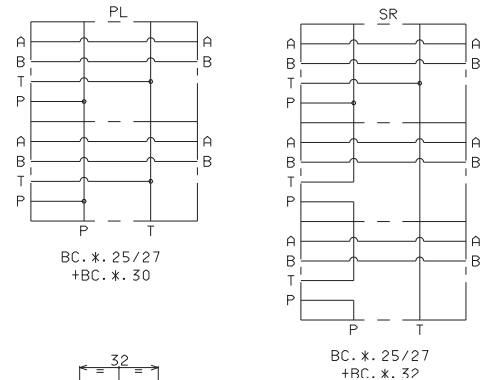 PL
A A
B B
T
P
A A
B B
T
P
P T
BC.*.25/27
+BC.*.30
SR
A A
B B
T
P
A A
B B
T
P
A A
B B
T
P
P T
BC.*.25/27
+BC.*.32
32
= =